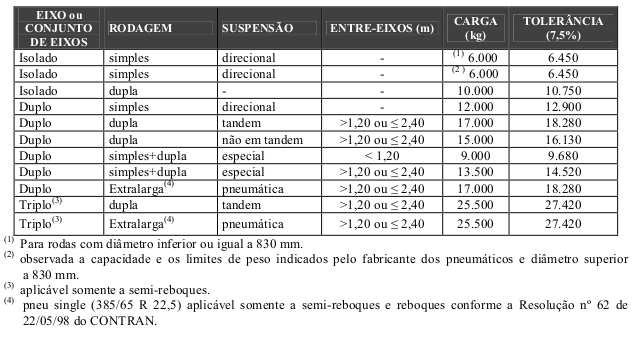 EIXO ou CONJUNTO DE EIXOS | RODAGEM | SUSPENSÃO | ENTRE-EIXOS (m) | CARGA (kg) | TOLERÂNCIA (7,5%)
Isolado | simples | direcional | - | (1) 6.000 | 6.450
Isolado | simples | direcional | - | (2 ) 6.000 | 6.450
Isolado | dupla | - | - | 10.000 | 10.750
Duplo | simples | direcional | - | 12.000 | 12.900
Duplo | dupla | tandem | >1,20 ou ≤ 2,40 | 17.000 | 18.280
Duplo | dupla | não em tandem | >1,20 ou ≤ 2,40 | 15.000 | 16.130
Duplo | simples+dupla | especial | < 1,20 | 9.000 | 9.680
Duplo | simples+dupla | especial | >1,20 ou ≤ 2,40 | 13.500 | 14.520
Duplo | Extralarga(4) | pneumática | >1,20 ou ≤ 2,40 | 17.000 | 18.280
Triplo(3) | dupla | tandem | >1,20 ou ≤ 2,40 | 25.500 | 27.420
Triplo(3) | Extralarga(4) | pneumática | >1,20 ou ≤ 2,40 | 25.500 | 27.420
(1) Para rodas com diâmetro inferior ou igual a 830 mm.
(2) observada a capacidade e os limites de peso indicados pelo fabricante dos pneumáticos e diâmetro superior
a 830 mm.
(3) aplicável somente a semi-reboques.
(4) pneu single (385/65 R 22,5) aplicável somente a semi-reboques e reboques conforme a Resolução nº 62 de
22/05/98 do CONTRAN.